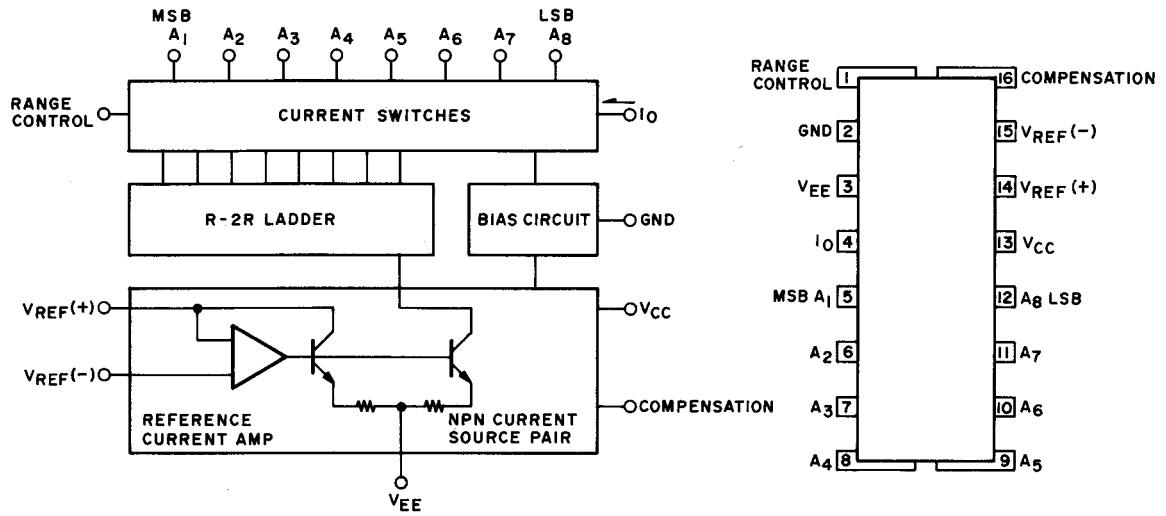 MSB LSB
A1 A2 A3 A4 A5 A6 A7 A8
RANGE
CONTROL
CURRENT SWITCHES
IO
R-2R LADDER
BIAS CIRCUIT
GND
VREF(+)
VCC
VREF(-)
REFERENCE
CURRENT AMP
NPN CURRENT
SOURCE PAIR
COMPENSATION
VEE
RANGE
CONTROL 1 16 COMPENSATION
GND 2 15 VREF(-)
VEE 3 14 VREF(+)
IO 4 13 VCC
MSB A1 5 12 A8 LSB
A2 6 11 A7
A3 7 10 A6
A4 8 9 A5